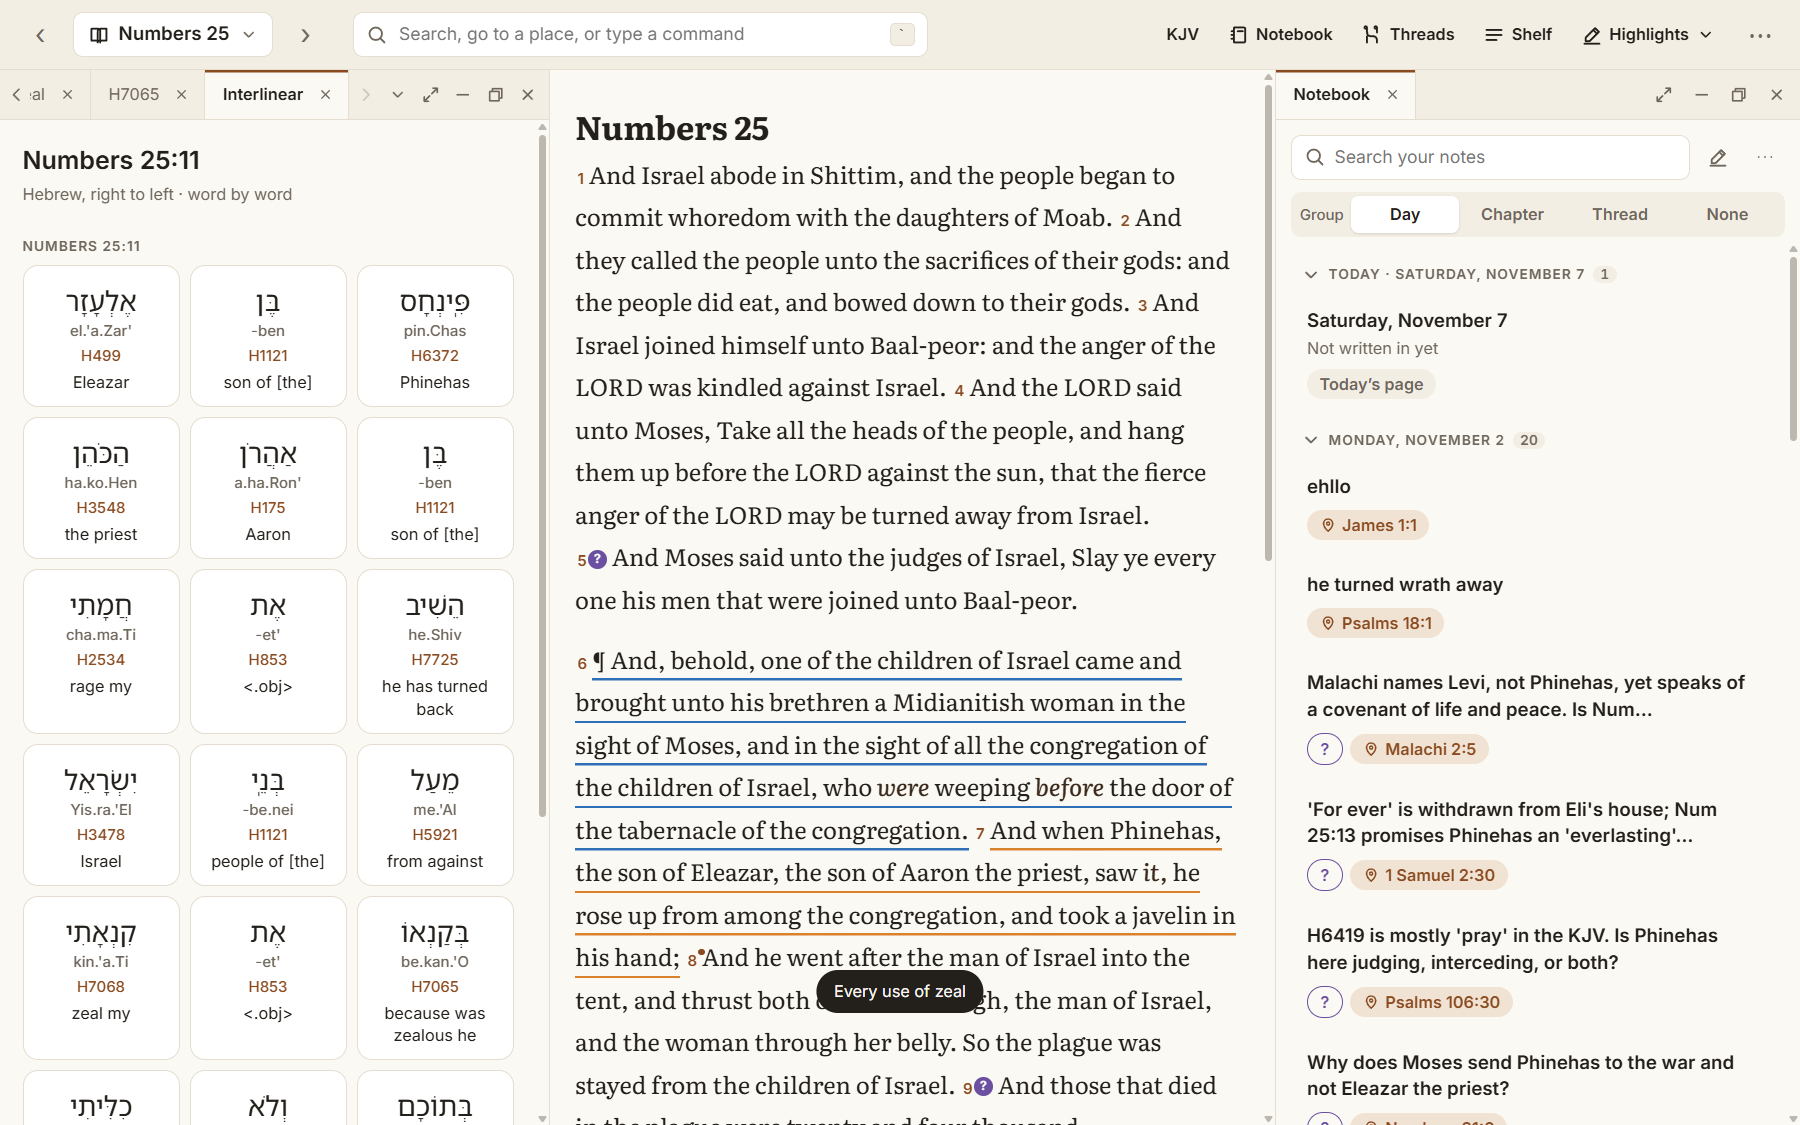 Numbers 25
Search, go to a place, or type a command
`
KJV
Notebook
Threads
Shelf
Highlights
H7065
Interlinear
Numbers 25:11
Hebrew, right to left · word by word
NUMBERS 25:11
פִּֽינְחָס
pin.Chas
H6372
Phinehas
בֶּן
-ben
H1121
son of [the]
אֶלְעָזָר
el.'a.Zar'
H499
Eleazar
בֶּן
-ben
H1121
son of [the]
אַהֲרֹן
a.ha.Ron'
H175
Aaron
הַכֹּהֵן
ha.ko.Hen
H3548
the priest
הֵשִׁיב
he.Shiv
H7725
he has turned
back
אֶת
-et'
H853
<.obj>
חֲמָתִי
cha.ma.Ti
H2534
rage my
מֵעַל
me.'Al
H5921
from against
בְּנֵֽי
-be.nei
H1121
people of [the]
יִשְׂרָאֵל
Yis.ra.'El
H3478
Israel
בְּקַנְאוֹ
be.kan.'O
H7065
because was
zealous he
אֶת
-et'
H853
<.obj>
קִנְאָתִי
kin.'a.Ti
H7068
zeal my
בְּתוֹכָם
וְלֹא
כִלִּיתִי
Numbers 25
1 And Israel abode in Shittim, and the people began to
commit whoredom with the daughters of Moab. 2 And
they called the people unto the sacrifices of their gods: and
the people did eat, and bowed down to their gods. 3 And
Israel joined himself unto Baal-peor: and the anger of the
LORD was kindled against Israel. 4 And the LORD said
unto Moses, Take all the heads of the people, and hang
them up before the LORD against the sun, that the fierce
anger of the LORD may be turned away from Israel.
5 ? And Moses said unto the judges of Israel, Slay ye every
one his men that were joined unto Baal-peor.
6 ¶ And, behold, one of the children of Israel came and
brought unto his brethren a Midianitish woman in the
sight of Moses, and in the sight of all the congregation of
the children of Israel, who were weeping before the door of
the tabernacle of the congregation. 7 And when Phinehas,
the son of Eleazar, the son of Aaron the priest, saw it, he
rose up from among the congregation, and took a javelin in
his hand; 8 And he went after the man of Israel into the
tent, and thrust both the man of Israel,
Every use of zeal
and the woman through her belly. So the plague was
stayed from the children of Israel. 9 ? And those that died
in the plague were twenty and four thousand.
Notebook
Search your notes
Group
Day
Chapter
Thread
None
TODAY · SATURDAY, NOVEMBER 7 1
Saturday, November 7
Not written in yet
Today's page
MONDAY, NOVEMBER 2 20
ehllo
James 1:1
he turned wrath away
Psalms 18:1
Malachi names Levi, not Phinehas, yet speaks of
a covenant of life and peace. Is Num...
? Malachi 2:5
'For ever' is withdrawn from Eli's house; Num
25:13 promises Phinehas an 'everlasting'...
? 1 Samuel 2:30
H6419 is mostly 'pray' in the KJV. Is Phinehas
here judging, interceding, or both?
? Psalms 106:30
Why does Moses send Phinehas to the war and
not Eleazar the priest?